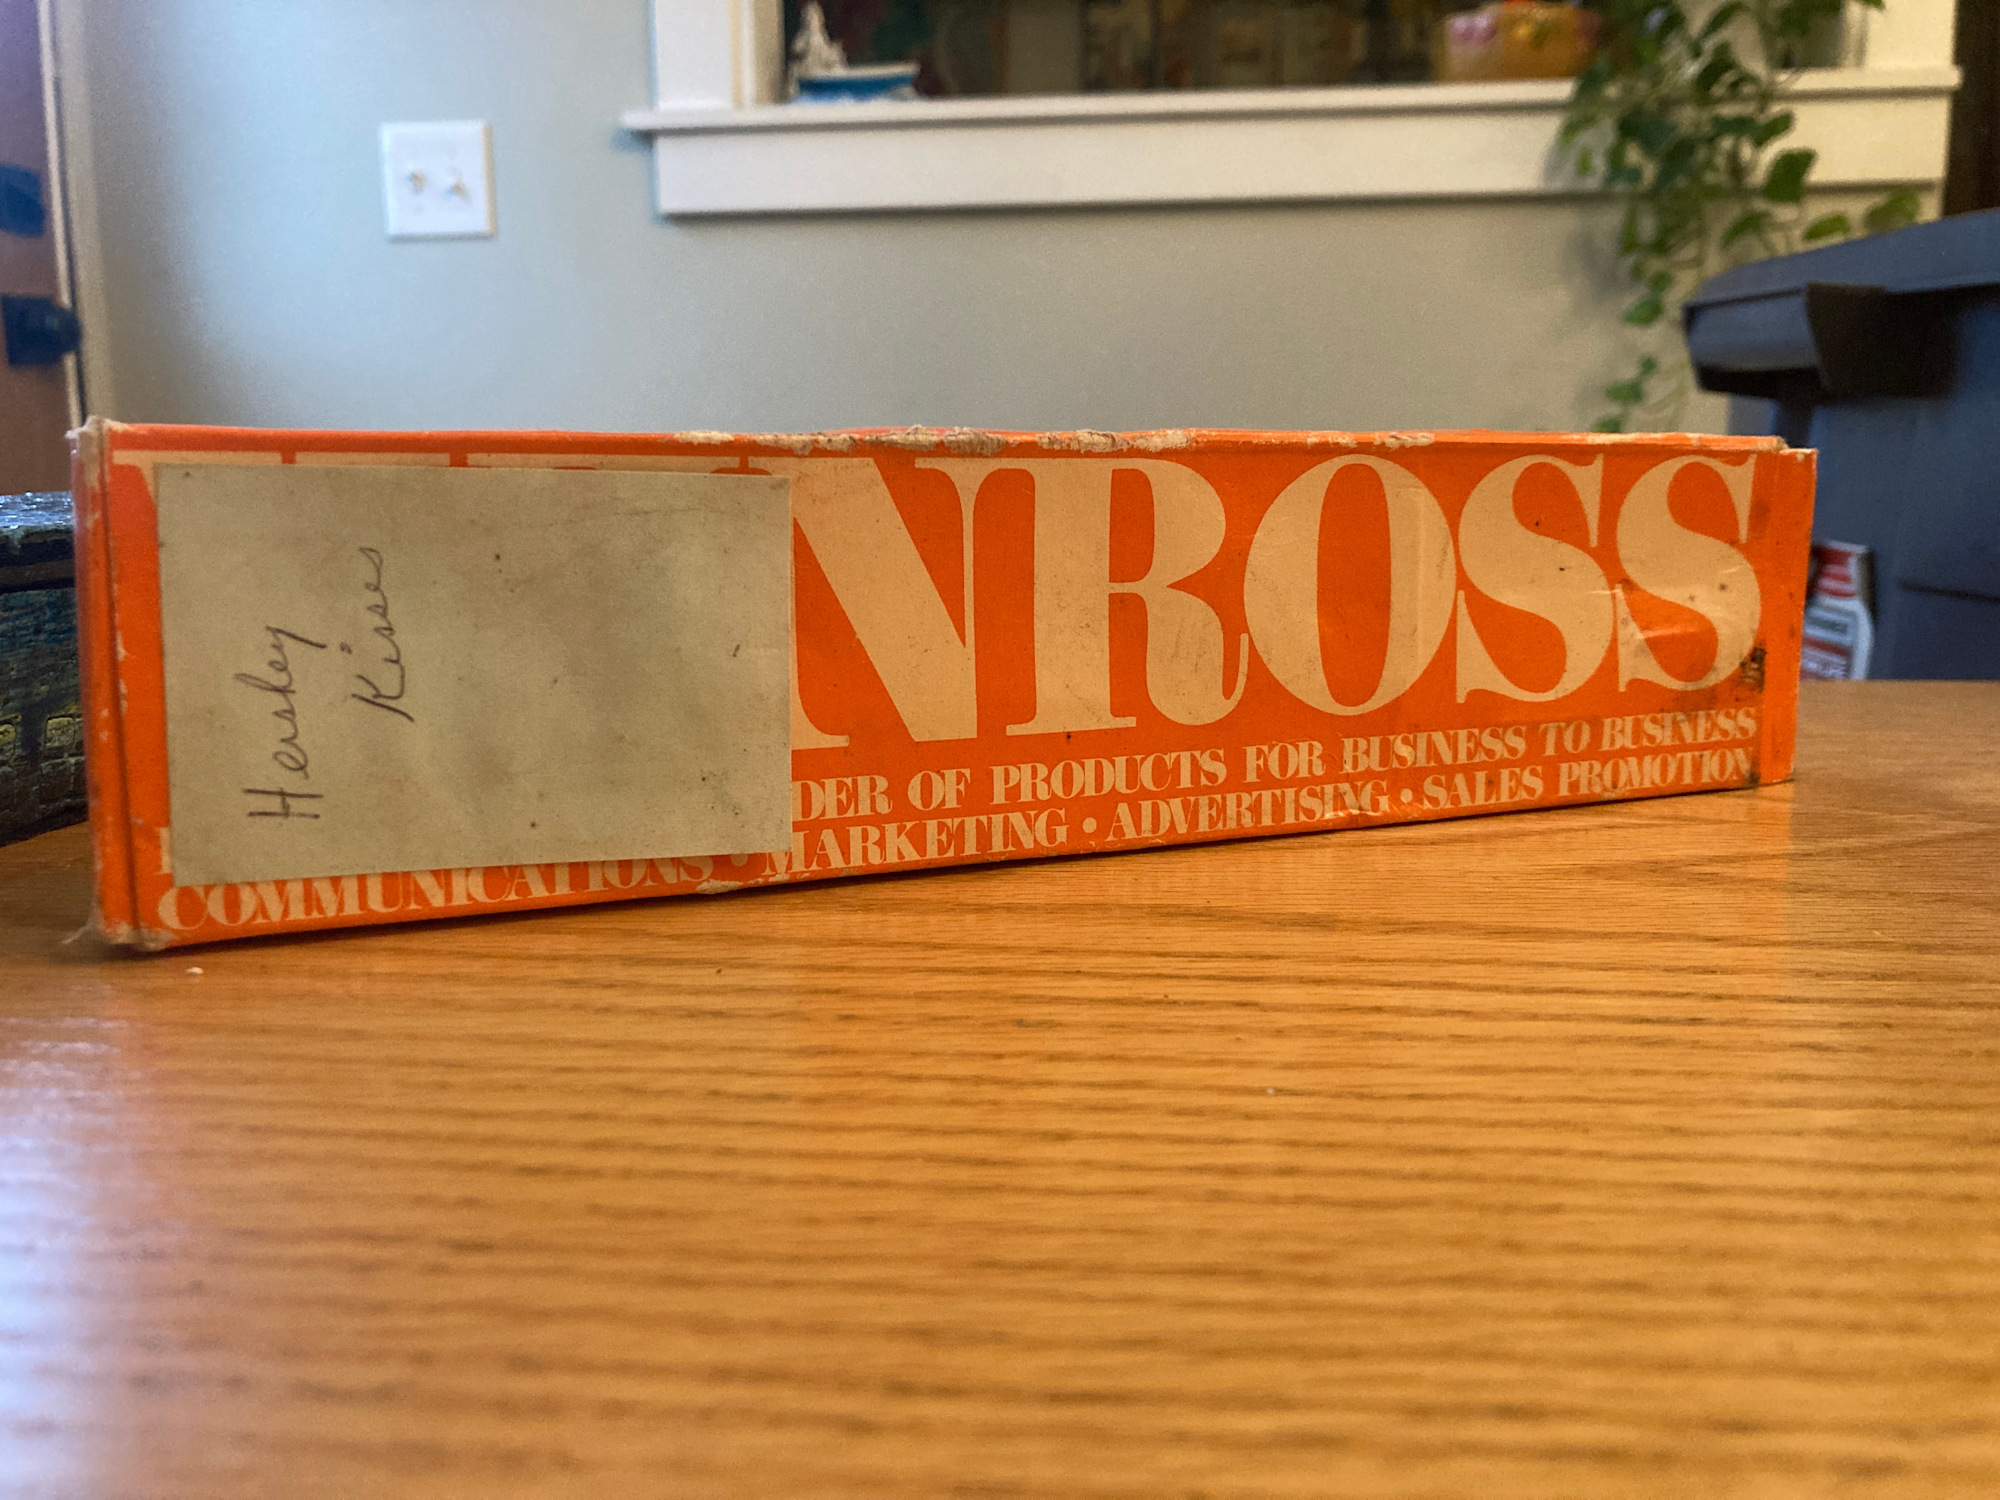 Hershey
Kisses
NROSS
DER OF PRODUCTS FOR BUSINESS TO BUSINESS
COMMUNICATIONS • MARKETING • ADVERTISING • SALES PROMOTION